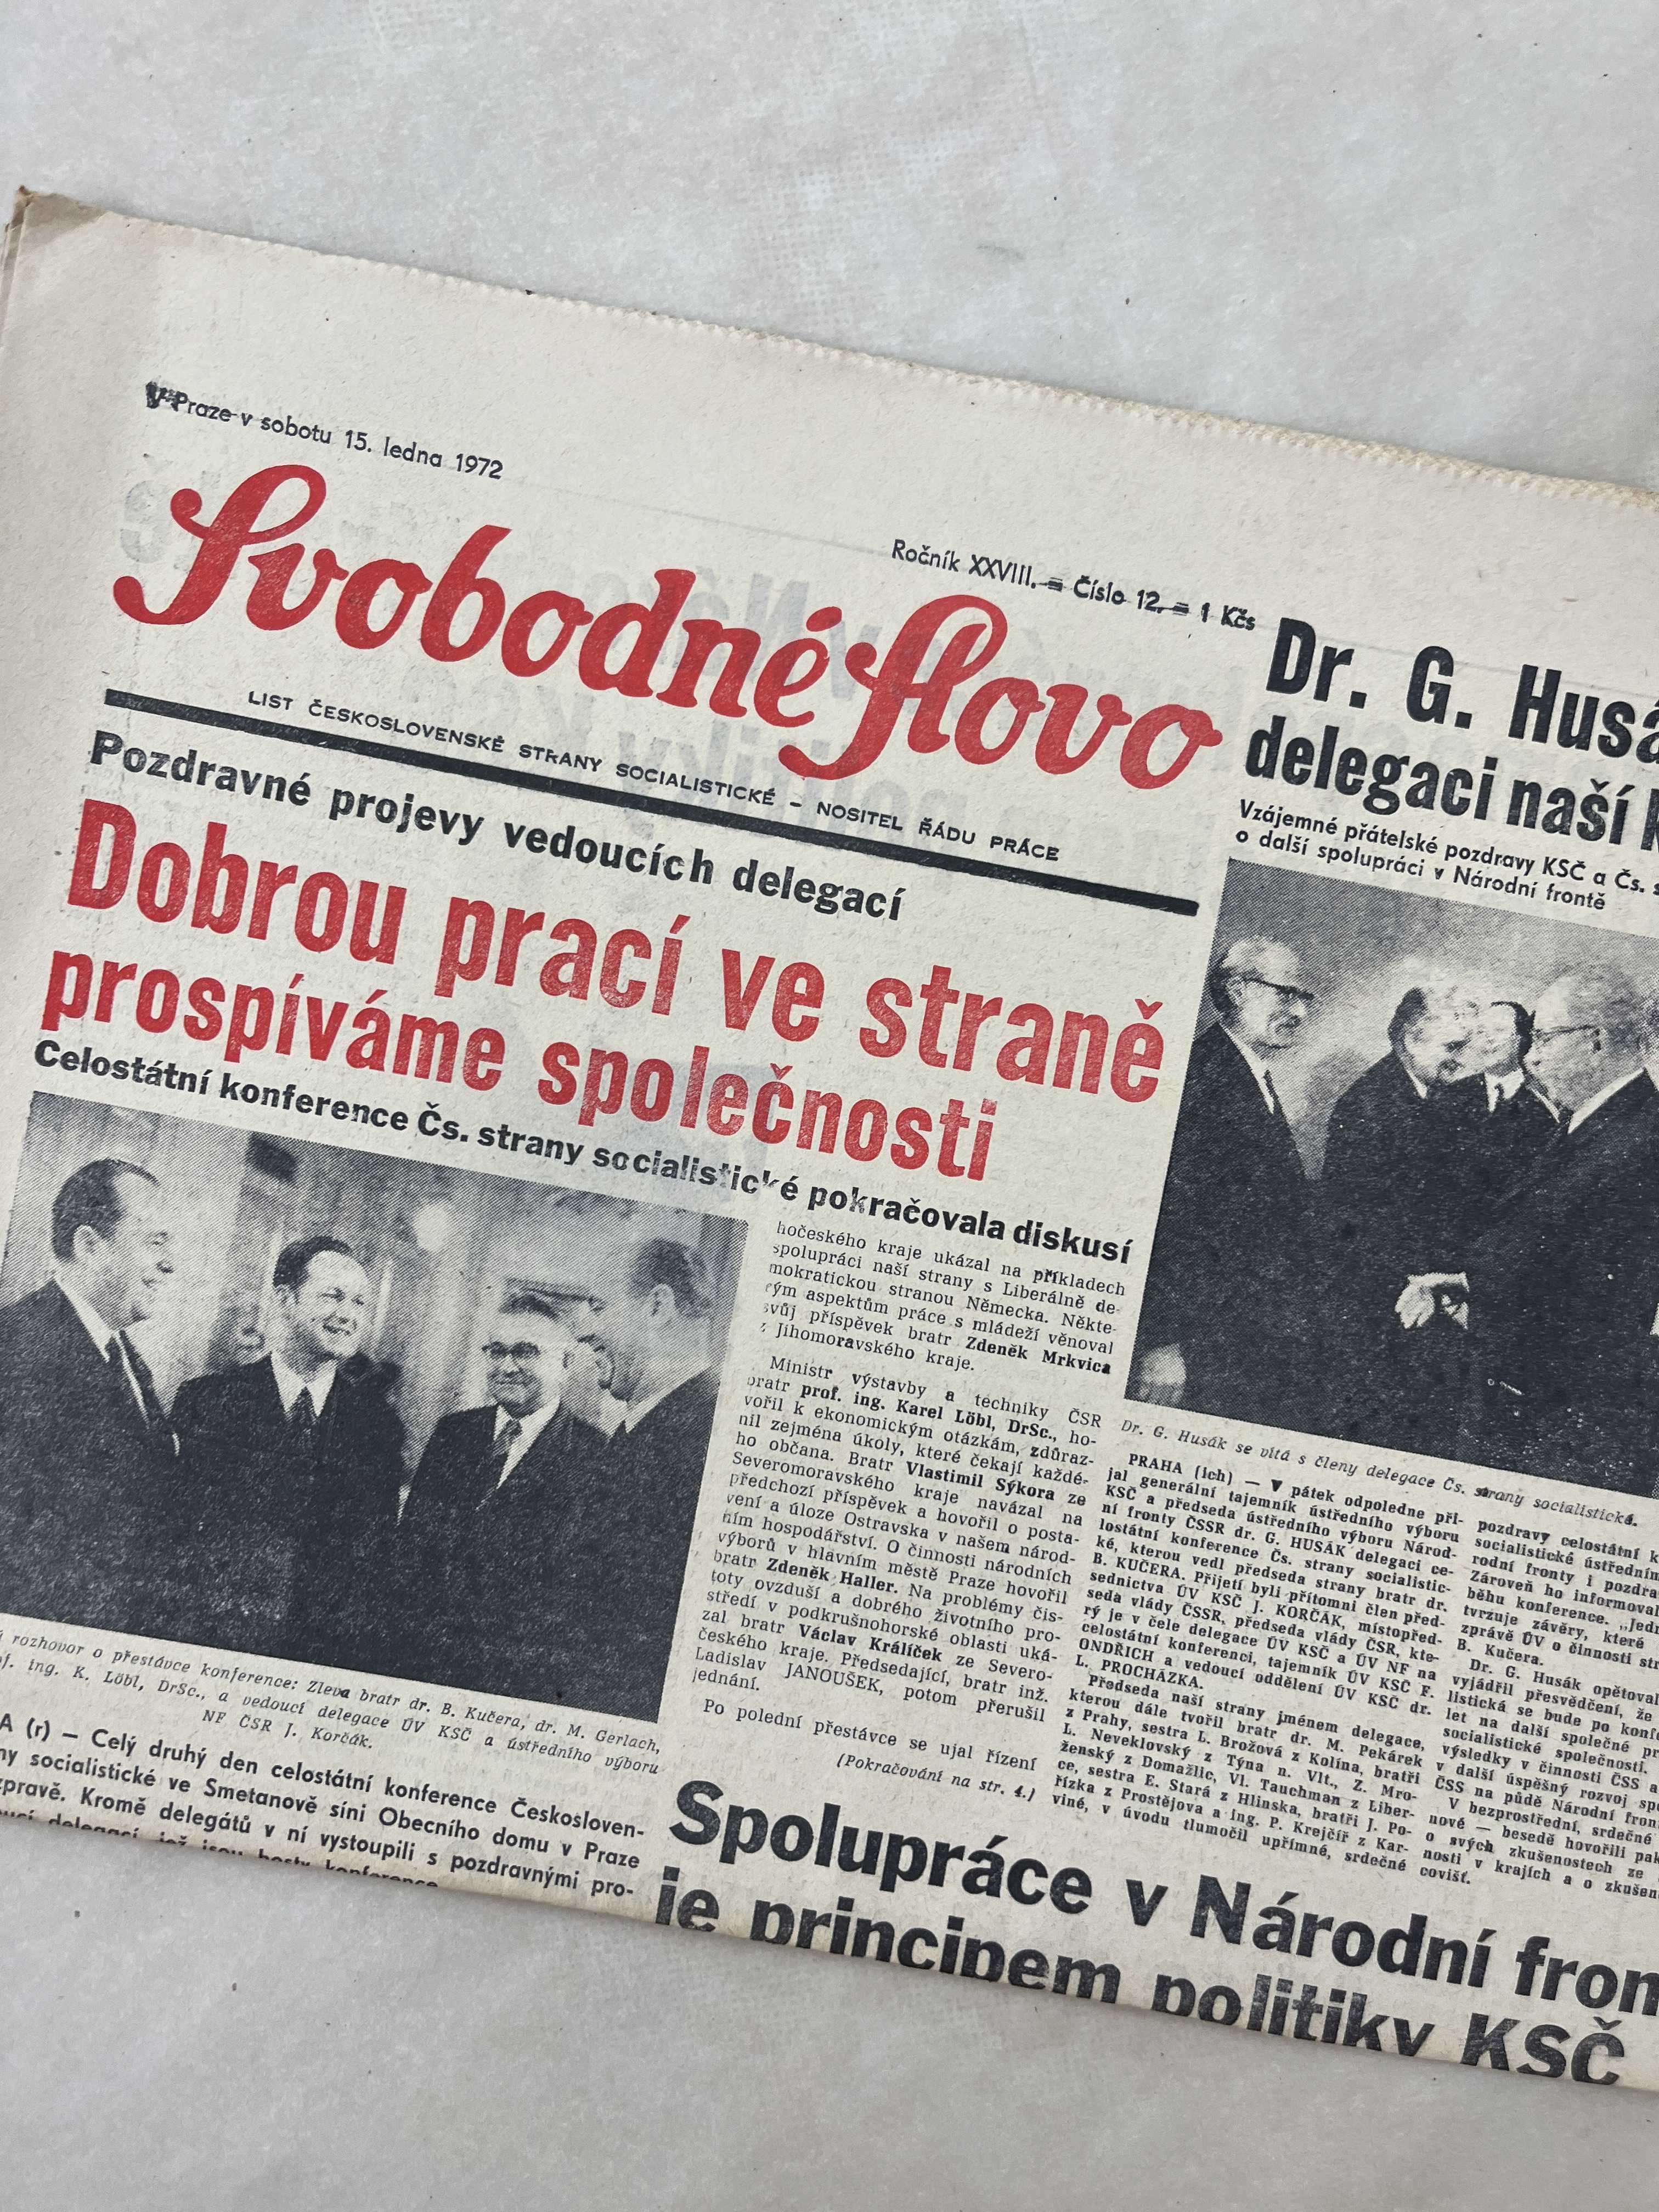 V Praze v sobotu 15. ledna 1972
Svobodné slovo
Ročník XXVIII. = Číslo 12. = 1 Kčs
LIST ČESKOSLOVENSKÉ STRANY SOCIALISTICKÉ – NOSITEL ŘÁDU PRÁCE
Pozdravné projevy vedoucích delegací
Dobrou prací ve straně
prospíváme společnosti
Celostátní konference Čs. strany socialistické pokračovala diskusí
rozhovor o přestávce konference: Zleva bratr dr. B. Kučera, dr. M. Gerlach,
ing. K. Löbl, DrSc., a vedoucí delegace ÚV KSČ a ústředního výboru
NF ČSR J. Korčák.
A (r) — Celý druhý den celostátní konference Českosloven-
ny socialistické ve Smetanově síni Obecního domu v Praze
zprávě. Kromě delegátů v ní vystoupili s pozdravnými pro-
delegací, jež jsou hosty konference
hočeského kraje ukázal na příkladech
spolupráci naší strany s Liberálně de-
mokratickou stranou Německa. Někte-
rým aspektům práce s mládeží věnoval
svůj příspěvek bratr Zdeněk Mrkvica
z Jihomoravského kraje.
Ministr výstavby a techniky ČSR
bratr prof. ing. Karel Löbl, DrSc., ho-
vořil k ekonomickým otázkám, zdůraz-
nil zejména úkoly, které čekají každé-
ho občana. Bratr Vlastimil Sýkora ze
Severomoravského kraje navázal na
předchozí příspěvek a hovořil o posta-
vení a úloze Ostravska v našem národ-
ním hospodářství. O činnosti národních
výborů v hlavním městě Praze hovořil
bratr Zdeněk Haller. Na problémy čis-
toty ovzduší a dobrého životního pro-
středí v podkrušnohorské oblasti uká-
zal bratr Václav Králíček ze Severo-
českého kraje. Předsedající, bratr inž.
Ladislav JANOUŠEK, potom přerušil
jednání.
Po polední přestávce se ujal řízení
(Pokračování na str. 4.)
Dr. G. Husá
delegaci naší k
Vzájemné přátelské pozdravy KSČ a Čs. s
o další spolupráci v Národní frontě
Dr. G. Husák se vítá s členy delegace Čs. strany socialistické.
PRAHA (ich) — V pátek odpoledne při-
jal generální tajemník ústředního výboru
KSČ a předseda ústředního výboru Národ-
ní fronty ČSSR dr. G. HUSÁK delegaci ce-
lostátní konference Čs. strany socialistic-
ké, kterou vedl předseda strany bratr dr.
B. KUČERA. Přijetí byli přítomni člen před-
sednictva ÚV KSČ J. KORČÁK, místopřed-
seda vlády ČSSR, předseda vlády ČSR, kte-
rý je v čele delegace ÚV KSČ a ÚV NF na
celostátní konferenci, tajemník ÚV KSČ F.
ONDŘICH a vedoucí oddělení ÚV KSČ dr.
L. PROCHÁZKA.
Předseda naší strany jménem delegace,
kterou dále tvořil bratr dr. M. Pekárek
z Prahy, sestra L. Brožová z Kolína, bratři
L. Neveklovský z Týna n. Vlt., Z. Mro-
ženský z Domažlic, Vl. Tauchman z Liber-
ce, sestra E. Stará z Hlinska, bratři J. Po-
řízka z Prostějova a ing. P. Krejčíř z Kar-
viné, v úvodu tlumočil upřímné, srdečné
pozdravy celostátní k
socialistické ústředním
rodní fronty i pozdra
Zároveň ho informoval
běhu konference. „Jedn
tvrzuje závěry, které
zprávě ÚV o činnosti str
B. Kučera.
Dr. G. Husák opětoval
vyjádřil přesvědčení, že
listická se bude po konfe
let na další společné pr
socialistické společnosti.
výsledky v činnosti ČSS a
v další úspěšný rozvoj spo
ČSS na půdě Národní front
V bezprostřední, srdečné
nové — besedě hovořili pak
o svých zkušenostech ze
nosti v krajích a o zkušen
covišť.
Spolupráce v Národní fron
je principem politiky KSČ